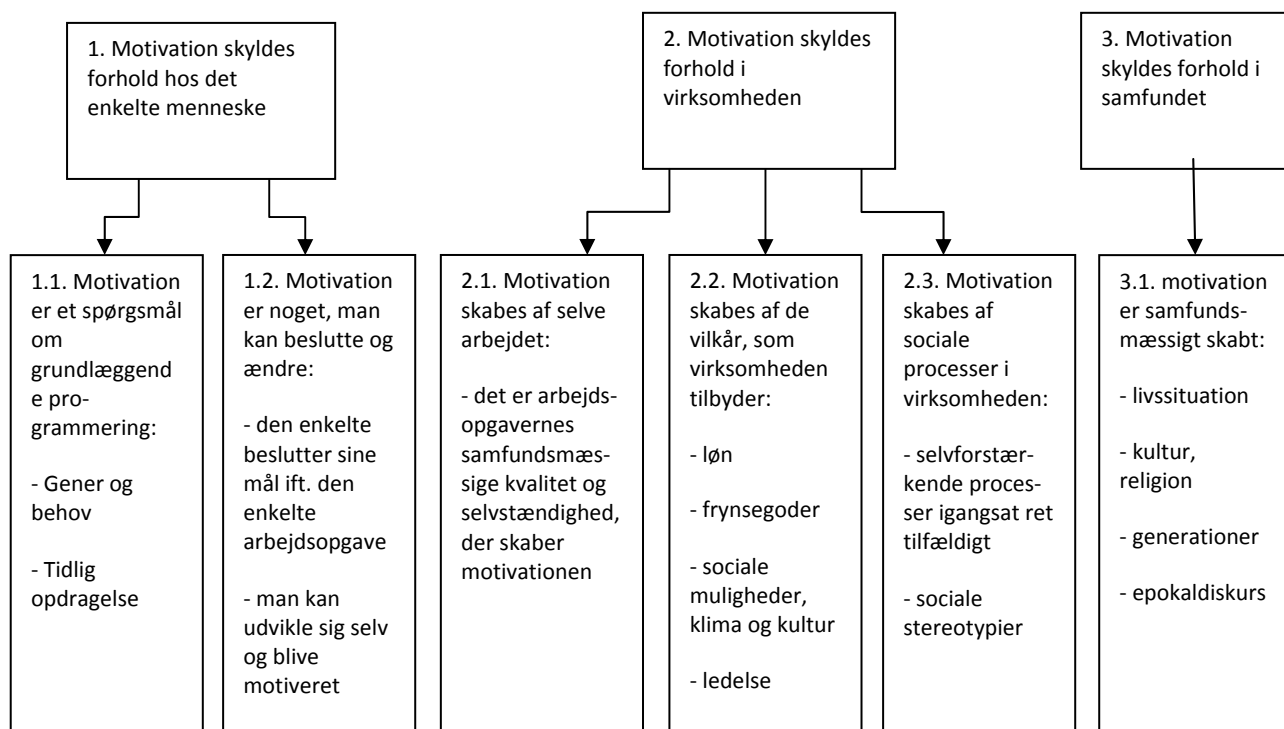 1. Motivation skyldes
forhold hos det
enkelte menneske
2. Motivation skyldes
forhold i
virksomheden
3. Motivation
skyldes forhold i
samfundet
1.1. Motivation
er et spørgsmål
om
grundlæggend
e pro-
grammering:
- Gener og
behov
- Tidlig
opdragelse
1.2. Motivation
er noget, man
kan beslutte og
ændre:
- den enkelte
beslutter sine
mål ift. den
enkelte
arbejdsopgave
- man kan
udvikle sig selv
og blive
motiveret
2.1. Motivation
skabes af selve
arbejdet:
- det er arbejds-
opgavernes
samfundsmæs-
sige kvalitet og
selvstændighed,
der skaber
motivationen
2.2. Motivation
skabes af de
vilkår, som
virksomheden
tilbyder:
- løn
- frynsegoder
- sociale
muligheder,
klima og kultur
- ledelse
2.3. Motivation
skabes af
sociale
processer i
virksomheden:
- selvforstær-
kende proces-
ser igangsat ret
tilfældigt
- sociale
stereotypier
3.1. motivation
er samfunds-
mæssigt skabt:
- livssituation
- kultur,
religion
- generationer
- epokaldiskurs